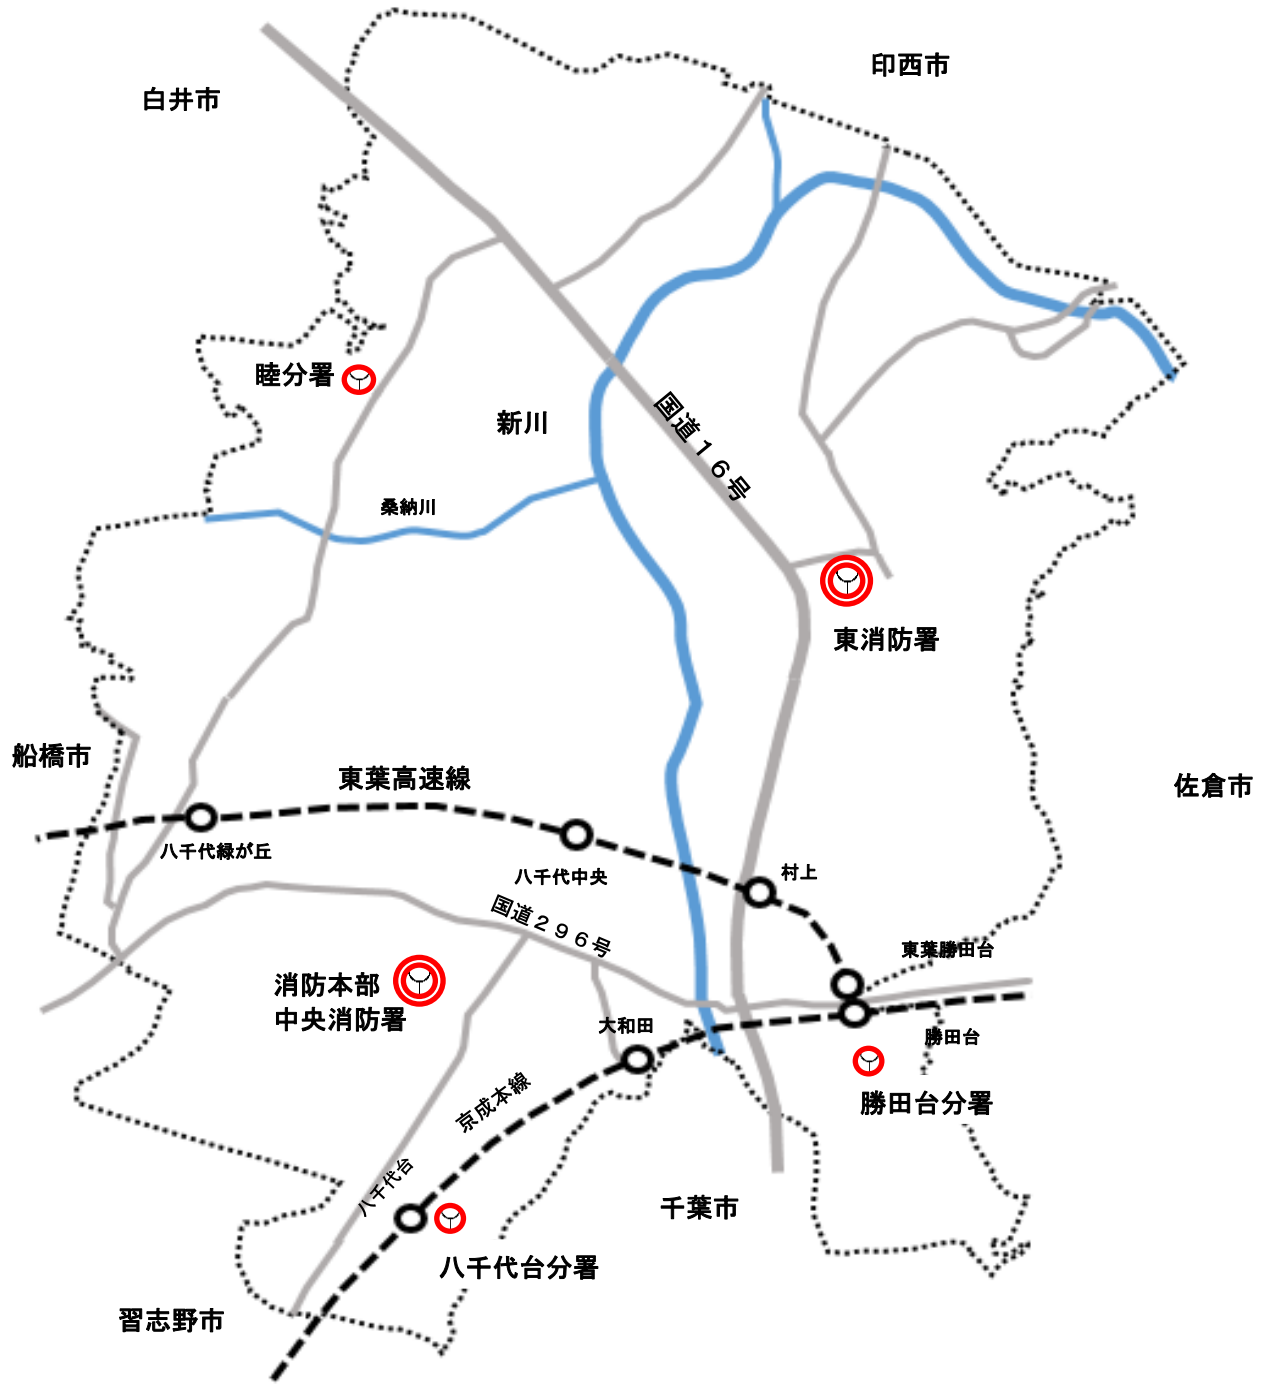 印西市
白井市
睦分署
新川
国道１６号
桑納川
東消防署
船橋市
東葉高速線
佐倉市
八千代緑が丘
八千代中央
村上
国道２９６号
東葉勝田台
消防本部
中央消防署
大和田
勝田台
京成本線
勝田台分署
八千代台
千葉市
八千代台分署
習志野市